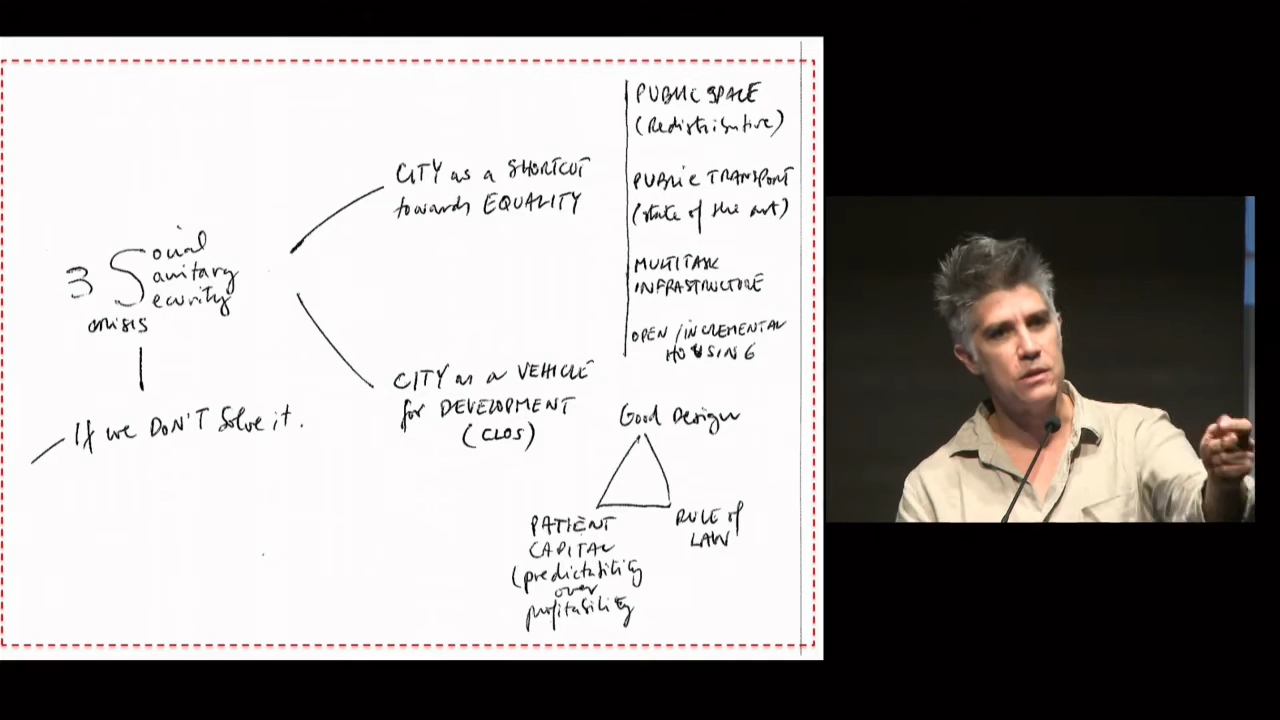 3 Social
Sanitary
Security
crisis
If we DON'T Solve it.
CITY as a SHORTCUT
towards EQUALITY
CITY as a VEHICLE
for DEVELOPMENT
(CLOS)
PUBLIC SPACE
(Redistributive)
PUBLIC TRANSPORT
(state of the art)
MULTITASK
INFRASTRUCTURE
OPEN/INCREMENTAL
HOUSING
Good Design
PATIENT
CAPITAL
(predictability
over
profitability
RULE of
LAW